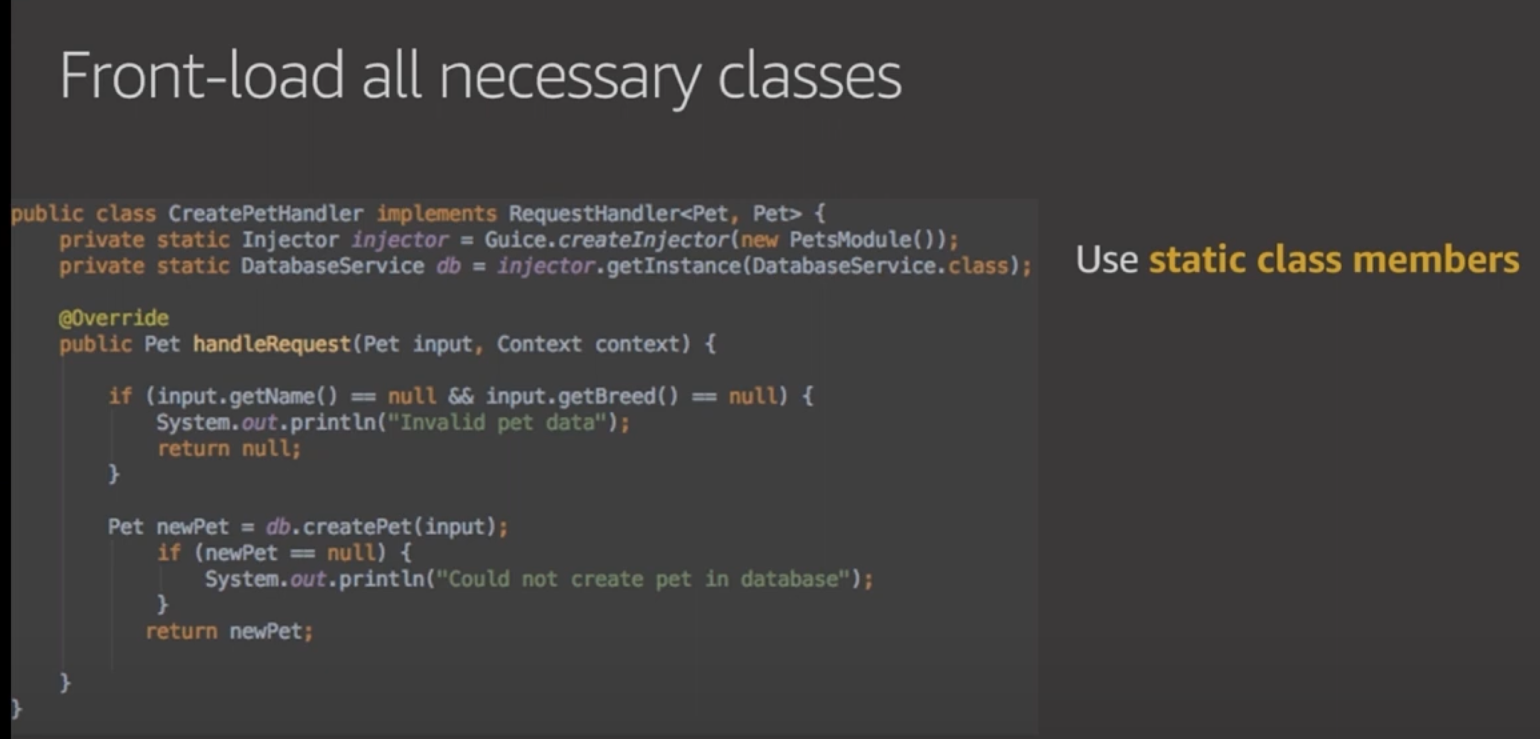 Front-load all necessary classes
public class CreatePetHandler implements RequestHandler<Pet, Pet> {
    private static Injector injector = Guice.createInjector(new PetsModule());
    private static DatabaseService db = injector.getInstance(DatabaseService.class);
Use static class members
    @Override
    public Pet handleRequest(Pet input, Context context) {
        if (input.getName() == null && input.getBreed() == null) {
            System.out.println("Invalid pet data");
            return null;
        }
        Pet newPet = db.createPet(input);
            if (newPet == null) {
                System.out.println("Could not create pet in database");
            }
           return newPet;
    }
}